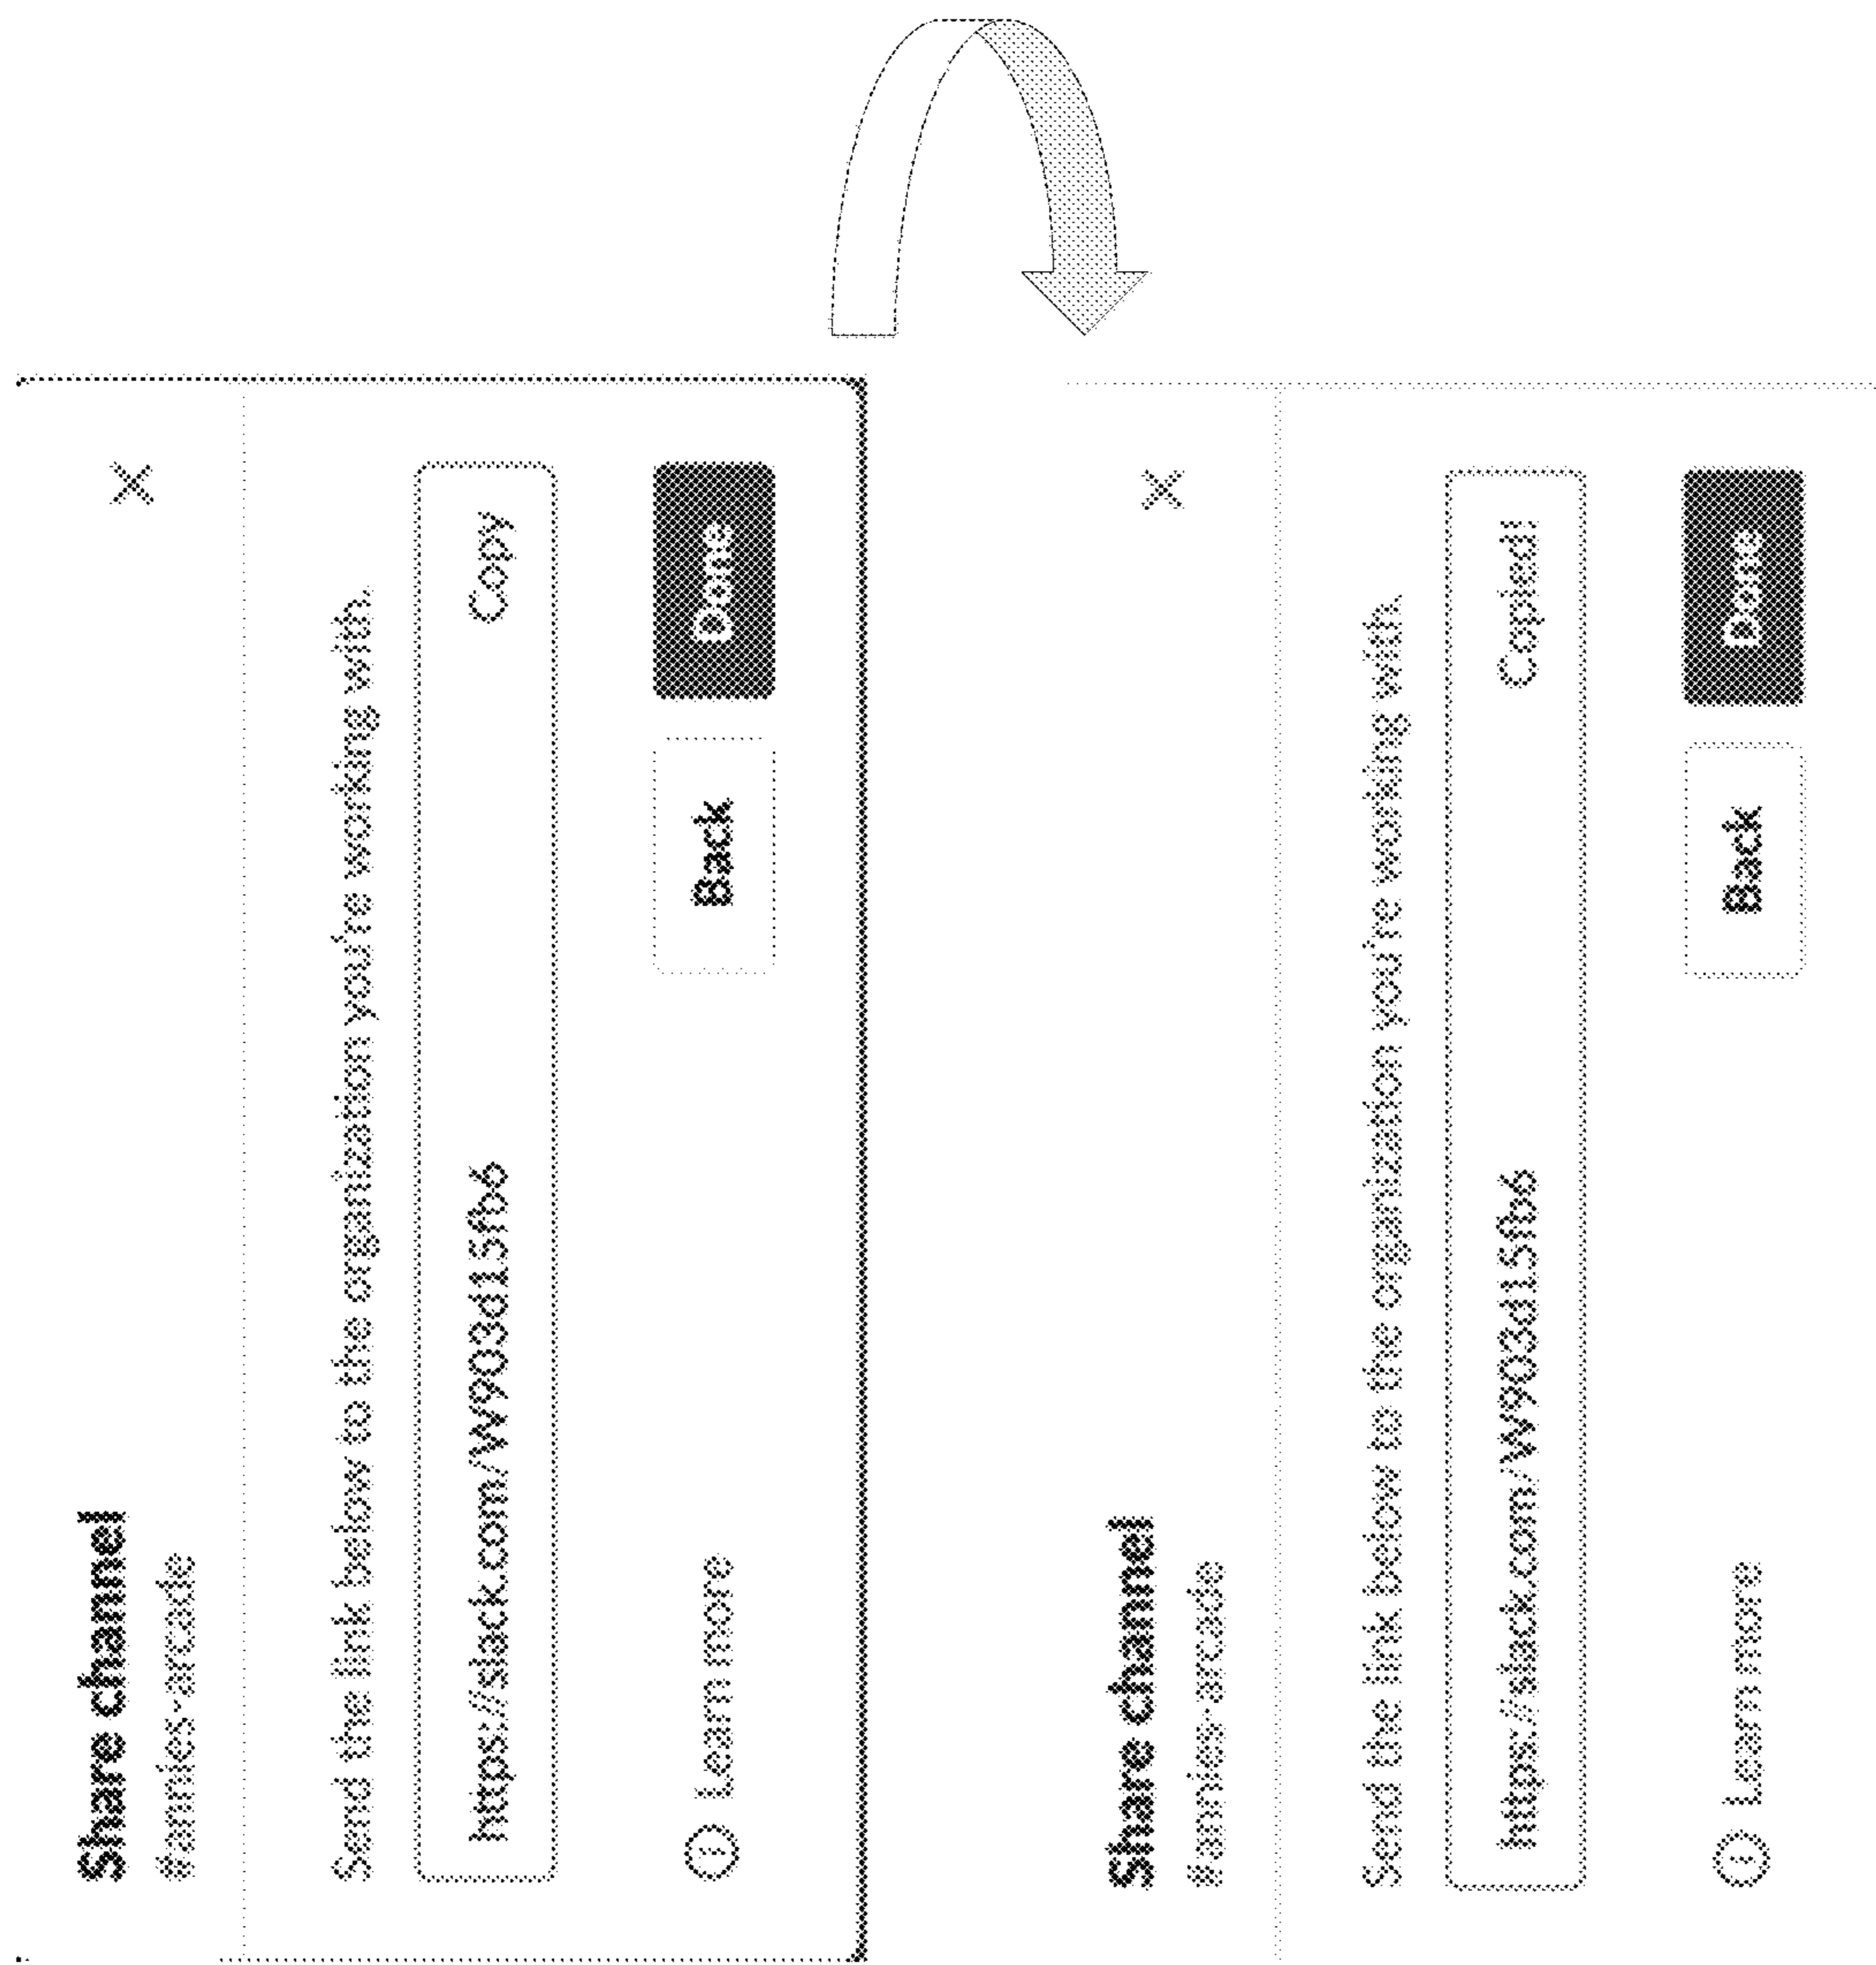 Share channel
#annies-arcade
Send the link below to the organization you're working with.
https://slack.com/W903d15fb6 Copy
Learn more Back Done
Share channel
#annies-arcade
Send the link below to the organization you're working with.
https://slack.com/W903d15fb6 Copied!
Learn more Back Done